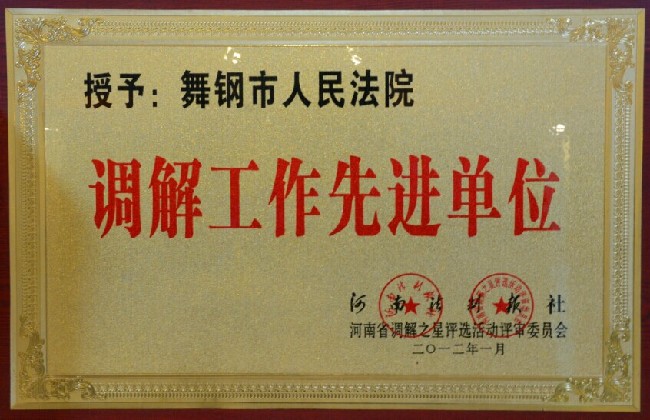 授予：舞钢市人民法院
调解工作先进单位
河南法制报社
河南省调解之星评选活动评审委员会
二〇一二年一月